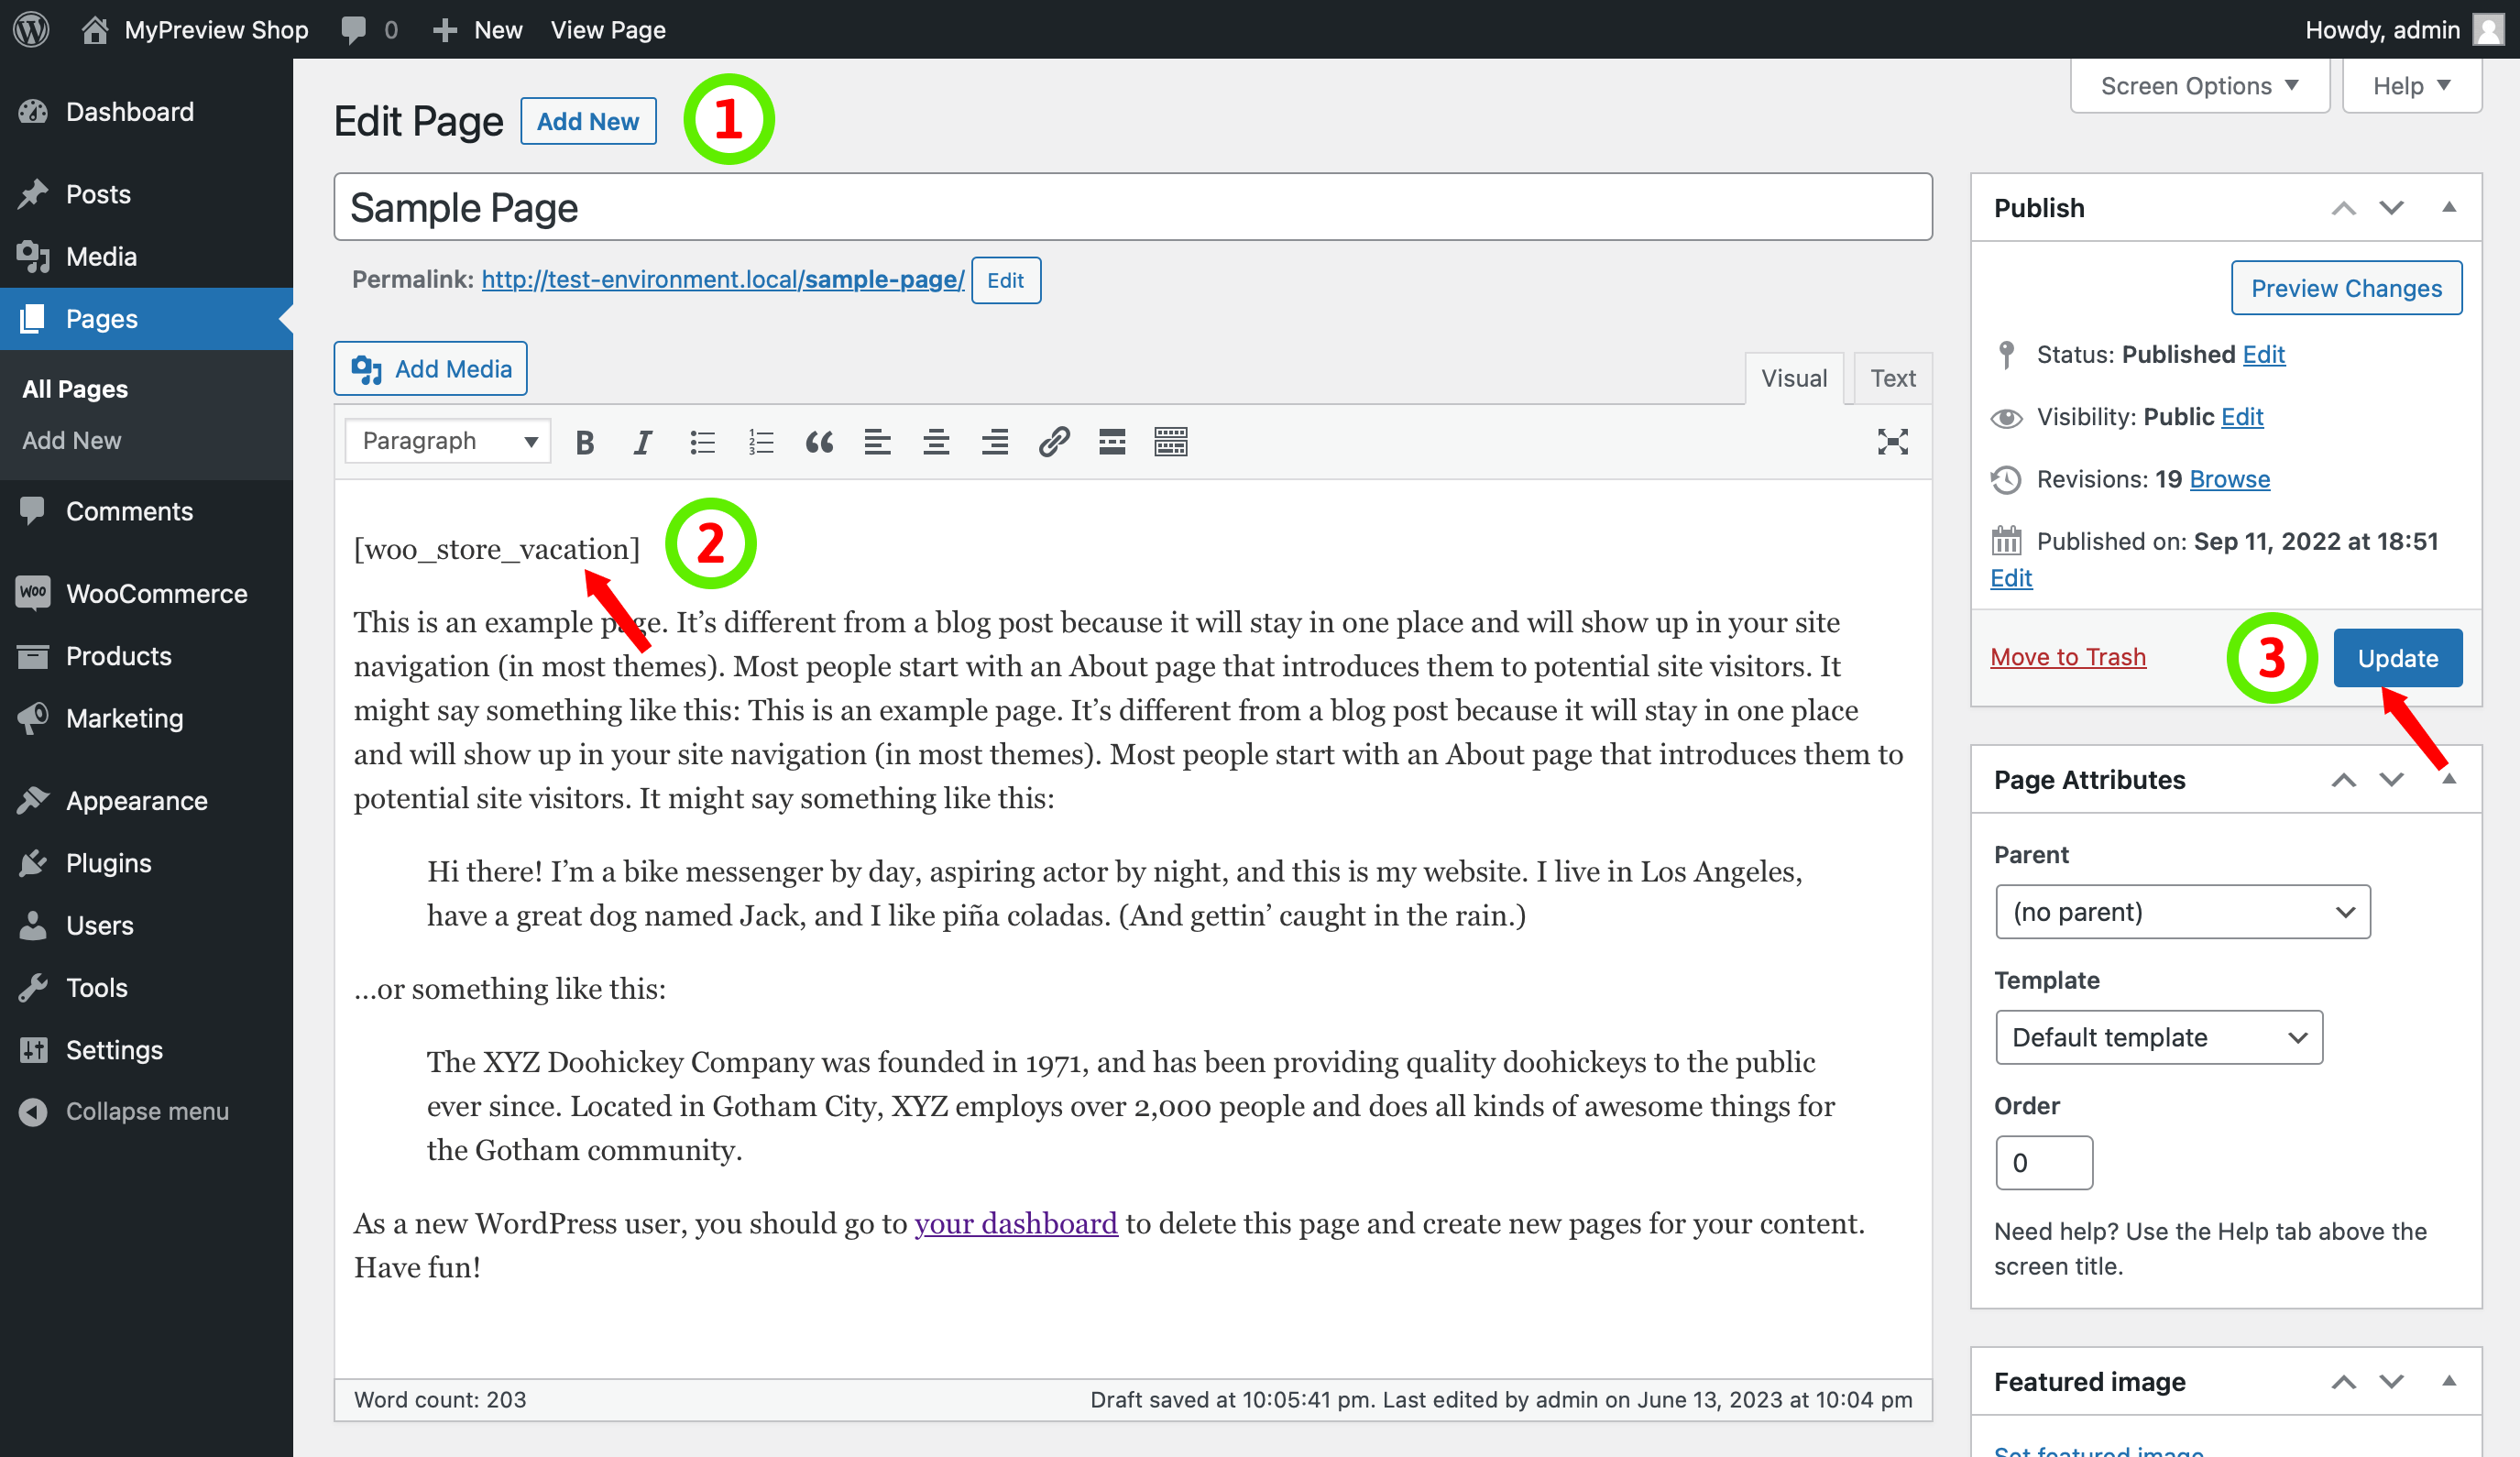 MyPreview Shop 0 New View Page Howdy, admin
Dashboard
Posts
Media
Pages
All Pages
Add New
Comments
WooCommerce
Products
Marketing
Appearance
Plugins
Users
Tools
Settings
Collapse menu
Screen Options Help
Edit Page Add New 1
Sample Page
Permalink: http://test-environment.local/sample-page/ Edit
Add Media
Visual Text
Paragraph
[woo_store_vacation] 2
This is an example page. It’s different from a blog post because it will stay in one place and will show up in your site
navigation (in most themes). Most people start with an About page that introduces them to potential site visitors. It
might say something like this: This is an example page. It’s different from a blog post because it will stay in one place
and will show up in your site navigation (in most themes). Most people start with an About page that introduces them to
potential site visitors. It might say something like this:
Hi there! I’m a bike messenger by day, aspiring actor by night, and this is my website. I live in Los Angeles,
have a great dog named Jack, and I like piña coladas. (And gettin’ caught in the rain.)
…or something like this:
The XYZ Doohickey Company was founded in 1971, and has been providing quality doohickeys to the public
ever since. Located in Gotham City, XYZ employs over 2,000 people and does all kinds of awesome things for
the Gotham community.
As a new WordPress user, you should go to your dashboard to delete this page and create new pages for your content.
Have fun!
Word count: 203 Draft saved at 10:05:41 pm. Last edited by admin on June 13, 2023 at 10:04 pm
Publish
Preview Changes
Status: Published Edit
Visibility: Public Edit
Revisions: 19 Browse
Published on: Sep 11, 2022 at 18:51
Edit
Move to Trash 3 Update
Page Attributes
Parent
(no parent)
Template
Default template
Order
0
Need help? Use the Help tab above the
screen title.
Featured image
Set featured image